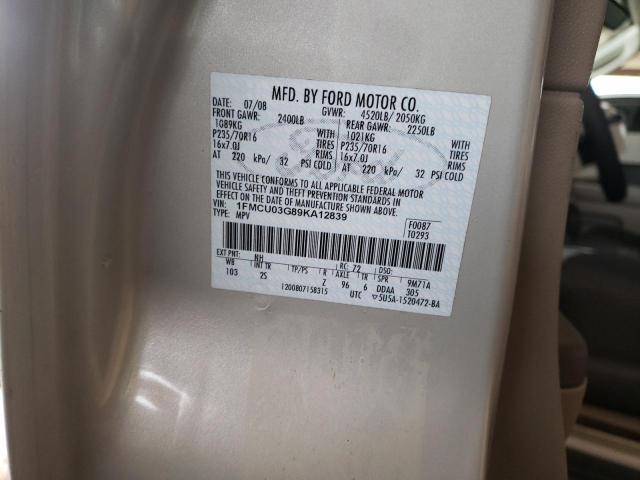 MFD. BY FORD MOTOR CO.
DATE: 07/08 GVWR: 4520LB/ 2050KG
FRONT GAWR: 2400LB REAR GAWR: 2250LB
1089KG WITH 1021KG WITH
P235/70R16 TIRES P235/70R16 TIRES
16x7.0J RIMS 16x7.0J RIMS
AT 220 kPa/ 32 PSI COLD AT 220 kPa/ 32 PSI COLD
THIS VEHICLE CONFORMS TO ALL APPLICABLE FEDERAL MOTOR
VEHICLE SAFETY AND THEFT PREVENTION STANDARDS IN
EFFECT ON THE DATE OF MANUFACTURE SHOWN ABOVE.
VIN: 1FMCU03G89KA12839
TYPE: MPV
F0087
T0293
EXT PNT: NH RC: 72 DSO:
WB INT TR TP/PS R AXLE TR SPR 9M71A
103 2S Z 96 6 DDAA 305
1200807158315 UTC ▽5U5A-1520472-BA